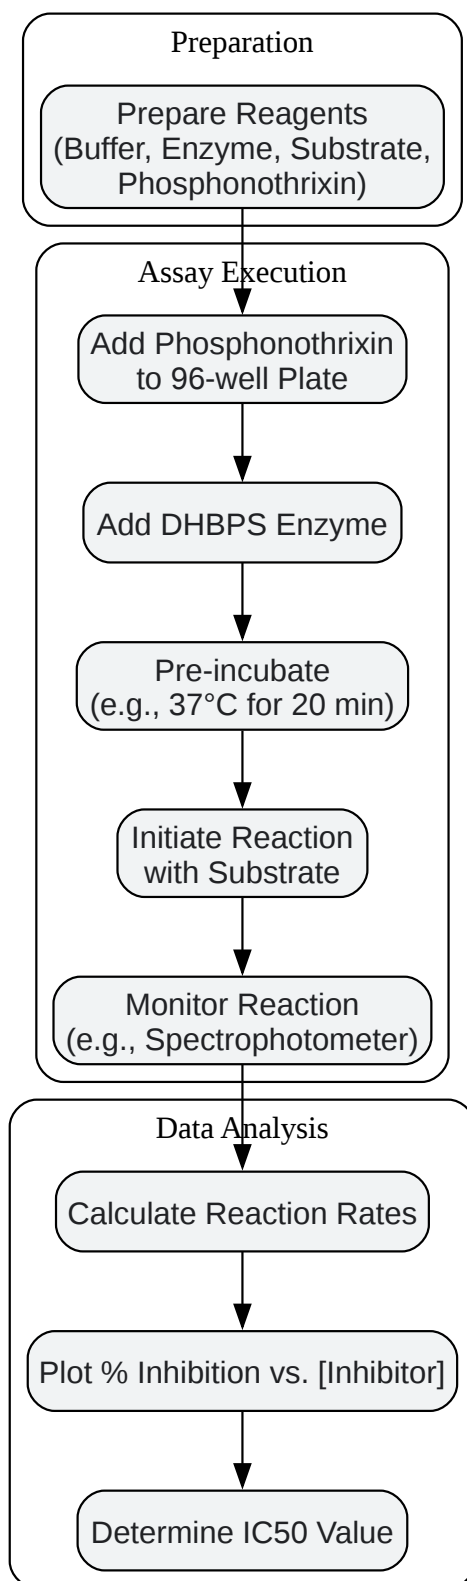 Preparation
Prepare Reagents
(Buffer, Enzyme, Substrate,
Phosphonothrixin)
Assay Execution
Add Phosphonothrixin
to 96-well Plate
Add DHBPS Enzyme
Pre-incubate
(e.g., 37°C for 20 min)
Initiate Reaction
with Substrate
Monitor Reaction
(e.g., Spectrophotometer)
Data Analysis
Calculate Reaction Rates
Plot % Inhibition vs. [Inhibitor]
Determine IC50 Value